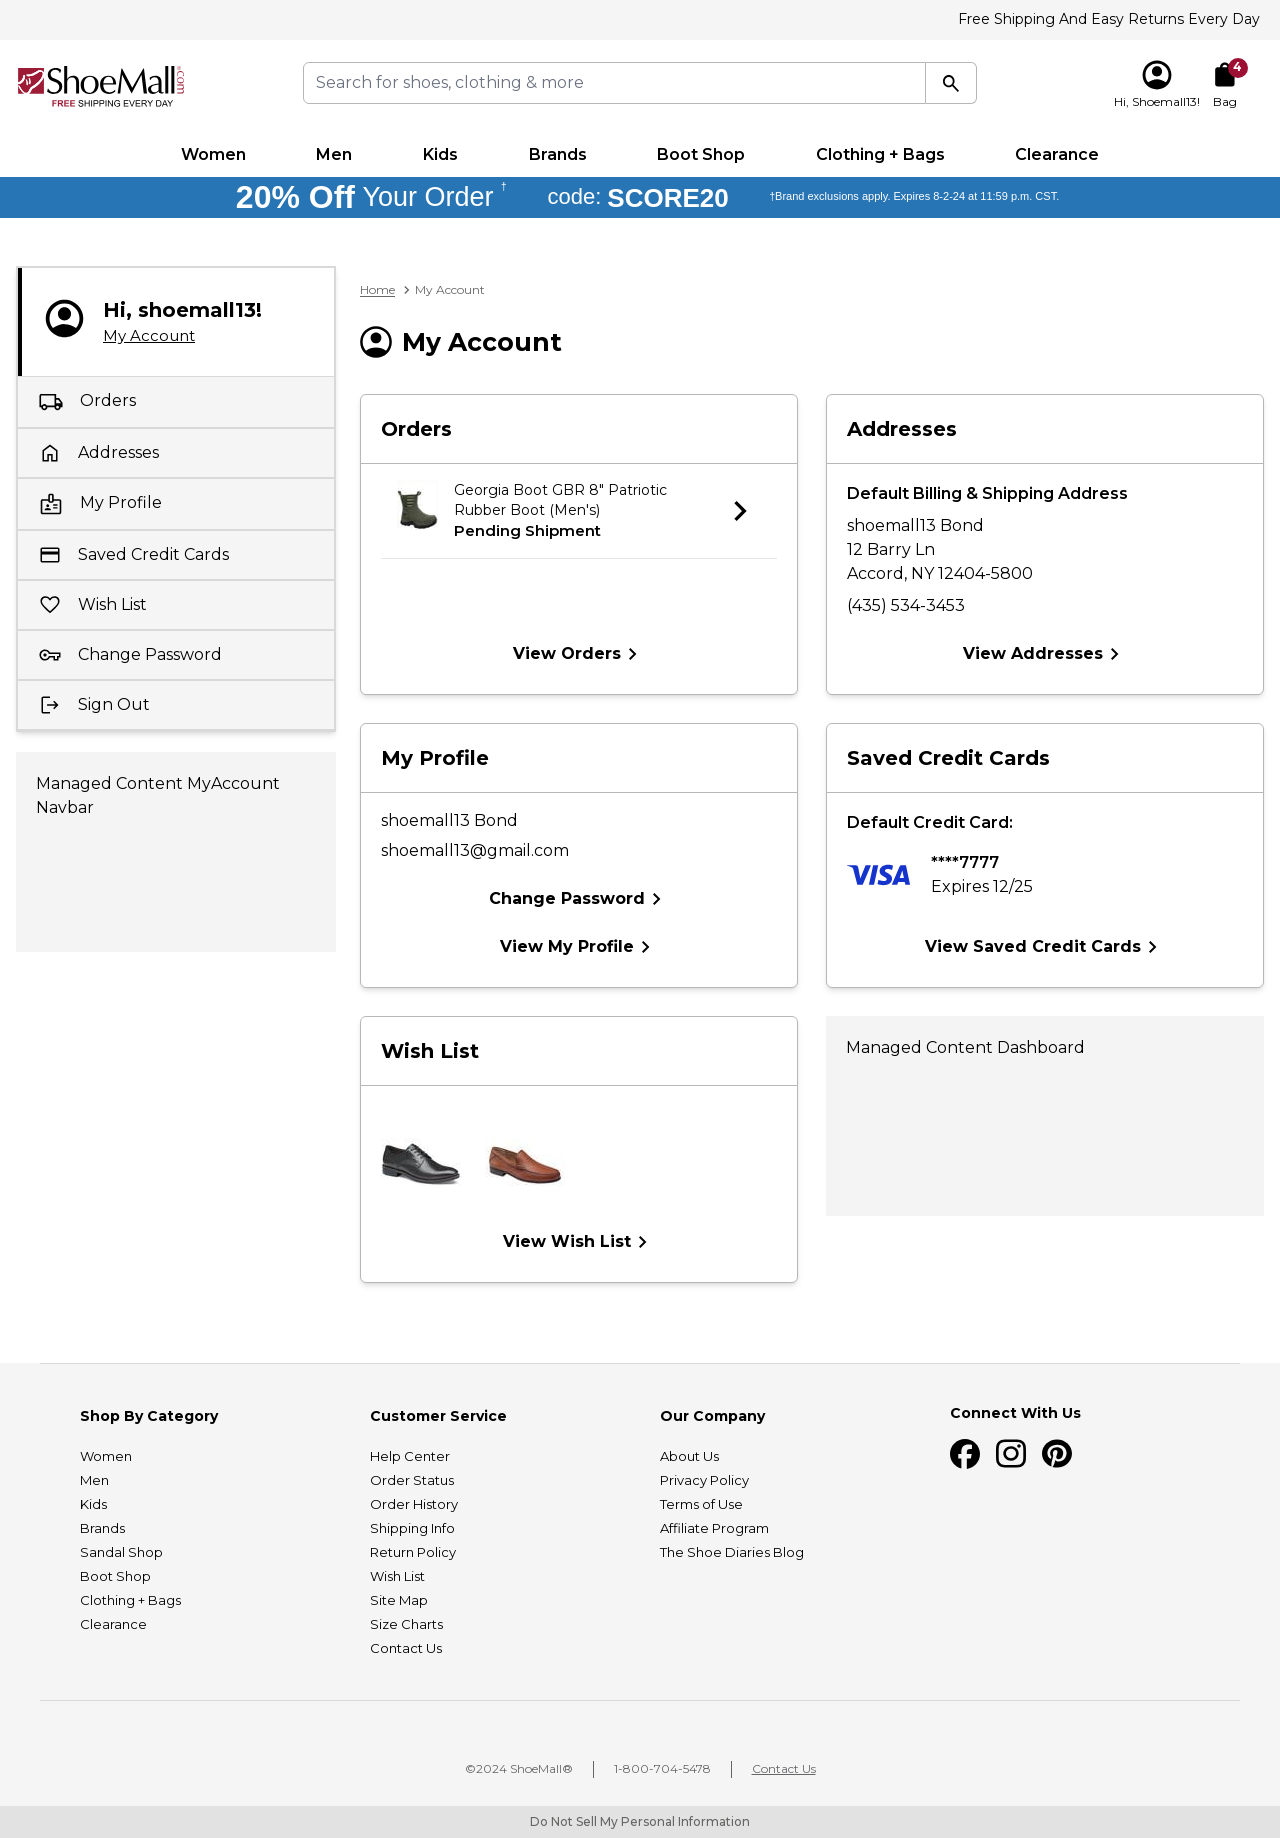 Free Shipping And Easy Returns Every Day
ShoeMall.com
FREE SHIPPING EVERY DAY
Search for shoes, clothing & more
Hi, Shoemall13!
4
Bag
Women Men Kids Brands Boot Shop Clothing + Bags Clearance
20% Off Your Order † code: SCORE20 †Brand exclusions apply. Expires 8-2-24 at 11:59 p.m. CST.
Hi, shoemall13!
My Account
Orders
Addresses
My Profile
Saved Credit Cards
Wish List
Change Password
Sign Out
Managed Content MyAccount
Navbar
Home > My Account
My Account
Orders
Georgia Boot GBR 8" Patriotic
Rubber Boot (Men's)
Pending Shipment
View Orders
Addresses
Default Billing & Shipping Address
shoemall13 Bond
12 Barry Ln
Accord, NY 12404-5800
(435) 534-3453
View Addresses
My Profile
shoemall13 Bond
shoemall13@gmail.com
Change Password
View My Profile
Saved Credit Cards
Default Credit Card:
VISA
****7777
Expires 12/25
View Saved Credit Cards
Wish List
View Wish List
Managed Content Dashboard
Shop By Category
Women
Men
Kids
Brands
Sandal Shop
Boot Shop
Clothing + Bags
Clearance
Customer Service
Help Center
Order Status
Order History
Shipping Info
Return Policy
Wish List
Site Map
Size Charts
Contact Us
Our Company
About Us
Privacy Policy
Terms of Use
Affiliate Program
The Shoe Diaries Blog
Connect With Us
©2024 ShoeMall® 1-800-704-5478 Contact Us
Do Not Sell My Personal Information